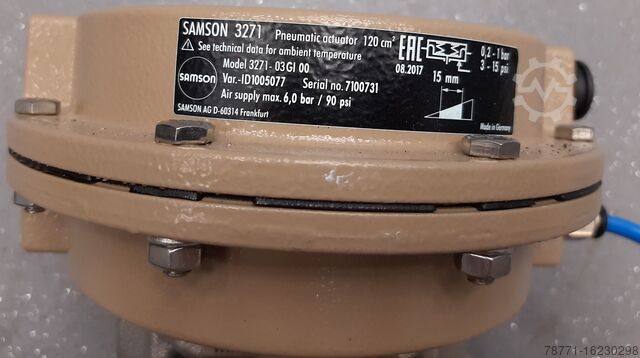 SAMSON 3271 Pneumatic actuator 120 cm²
See technical data for ambient temperature
Model 3271-03GI 00
Var.-ID1005077 Serial no. 7100731
Air supply max. 6,0 bar / 90 psi
SAMSON AG D-60314 Frankfurt
samson
EAC
08.2017
15 mm
0,2-1 bar
3-15 psi
Made in Germany
78771-16230298